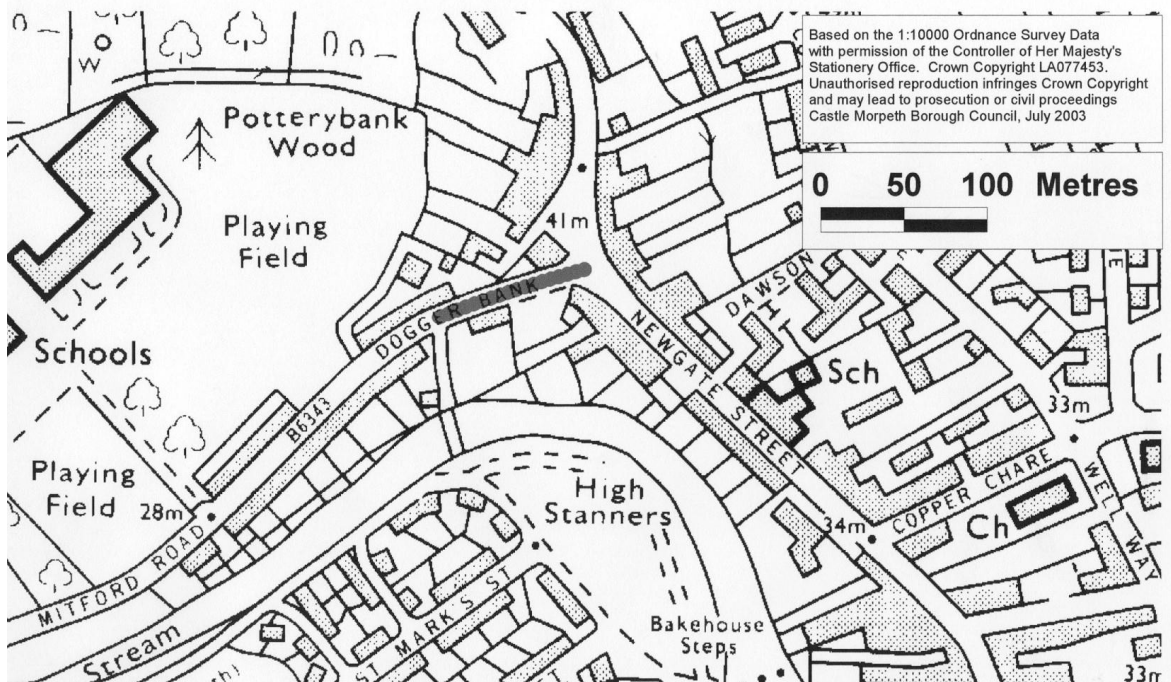 Based on the 1:10000 Ordnance Survey Data
with permission of the Controller of Her Majesty's
Stationery Office. Crown Copyright LA077453.
Unauthorised reproduction infringes Crown Copyright
and may lead to prosecution or civil proceedings
Castle Morpeth Borough Council, July 2003
0 50 100 Metres
W
Potterybank
Wood
Playing
Field
41m
DOGGER BANK
DAWSON
NEWGATE STREET
Schools
Sch
B6343
33m
Playing
Field
28m
High
Stanners
COPPER CHARE
WELL WAY
34m
Ch
MITFORD ROAD
ST MARK'S ST
Stream
Bakehouse
Steps
33m